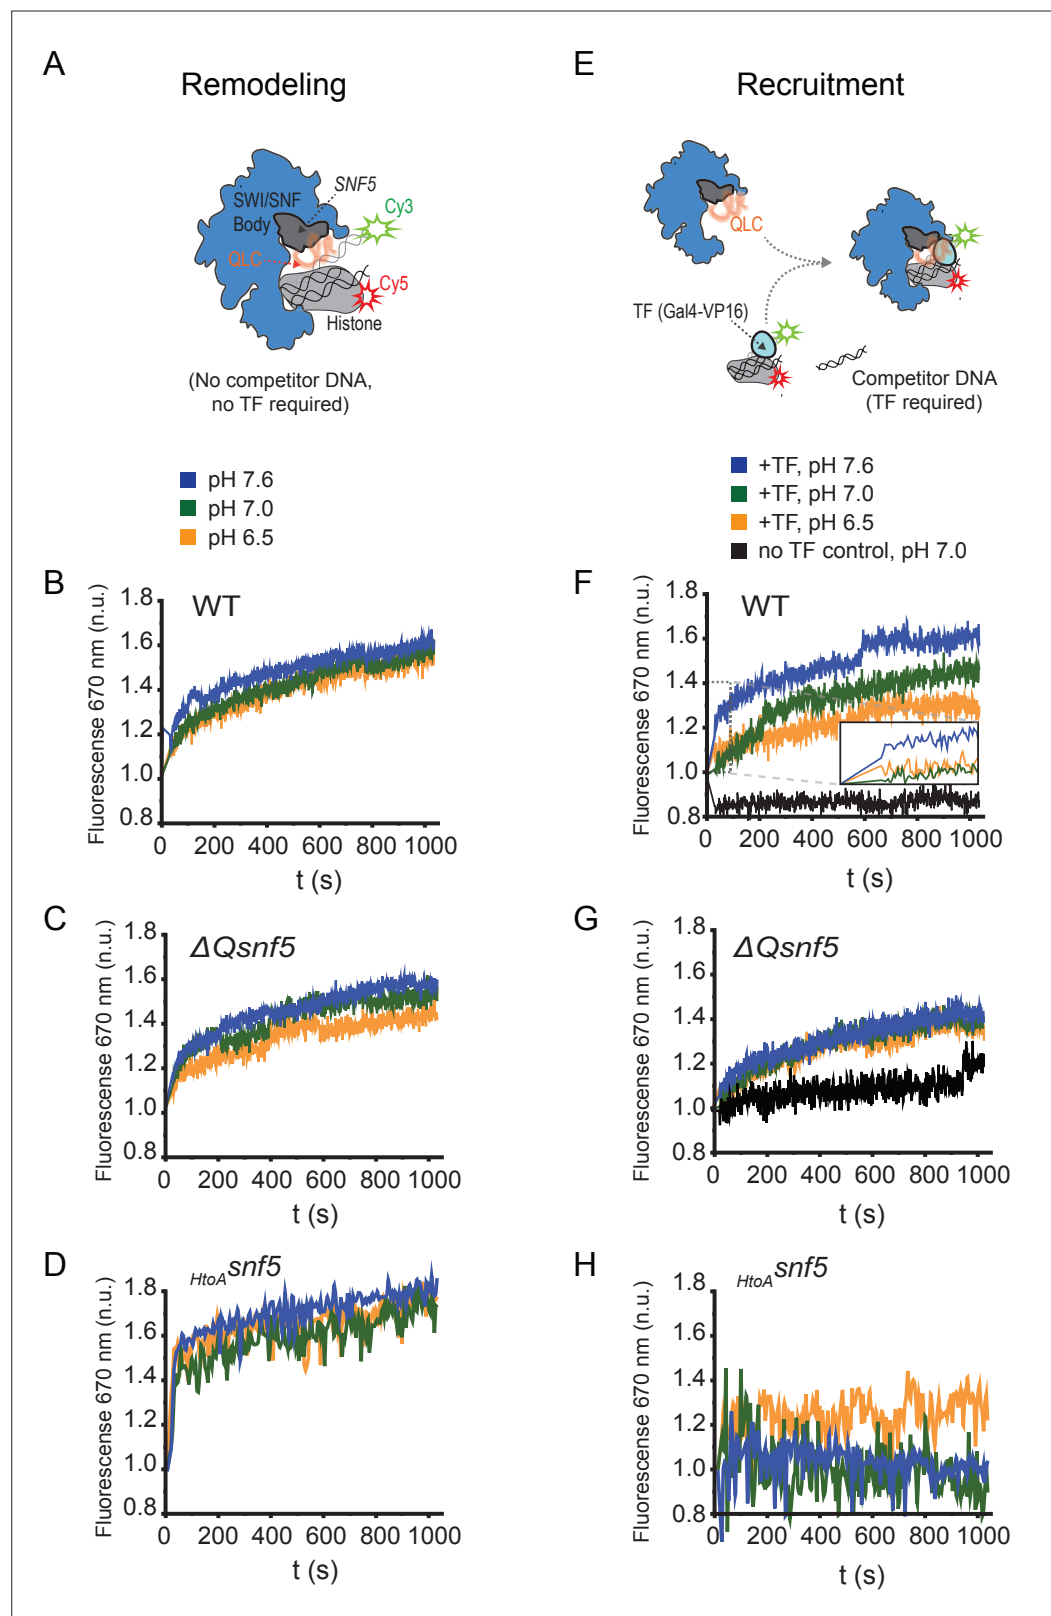 A
Remodeling
SWI/SNF
Body
SNF5
Cy3
QLC
Cy5
Histone
(No competitor DNA,
no TF required)
pH 7.6
pH 7.0
pH 6.5
E
Recruitment
QLC
TF (Gal4-VP16)
Competitor DNA
(TF required)
+TF, pH 7.6
+TF, pH 7.0
+TF, pH 6.5
no TF control, pH 7.0
B
WT
Fluorescense 670 nm (n.u.)
1.8
1.6
1.4
1.2
1.0
0.8
0 200 400 600 800 1000
t (s)
F
WT
Fluorescense 670 nm (n.u.)
1.8
1.6
1.4
1.2
1.0
0.8
0 200 400 600 800 1000
t (s)
C
ΔQsnf5
Fluorescense 670 nm (n.u.)
1.8
1.6
1.4
1.2
1.0
0.8
0 200 400 600 800 1000
t (s)
G
ΔQsnf5
Fluorescense 670 nm (n.u.)
1.8
1.6
1.4
1.2
1.0
0.8
0 200 400 600 800 1000
t (s)
D
HtoA snf5
Fluorescense 670 nm (n.u.)
1.8
1.6
1.4
1.2
1.0
0.8
0 200 400 600 800 1000
t (s)
H
HtoA snf5
Fluorescense 670 nm (n.u.)
1.8
1.6
1.4
1.2
1.0
0.8
0 200 400 600 800 1000
t (s)